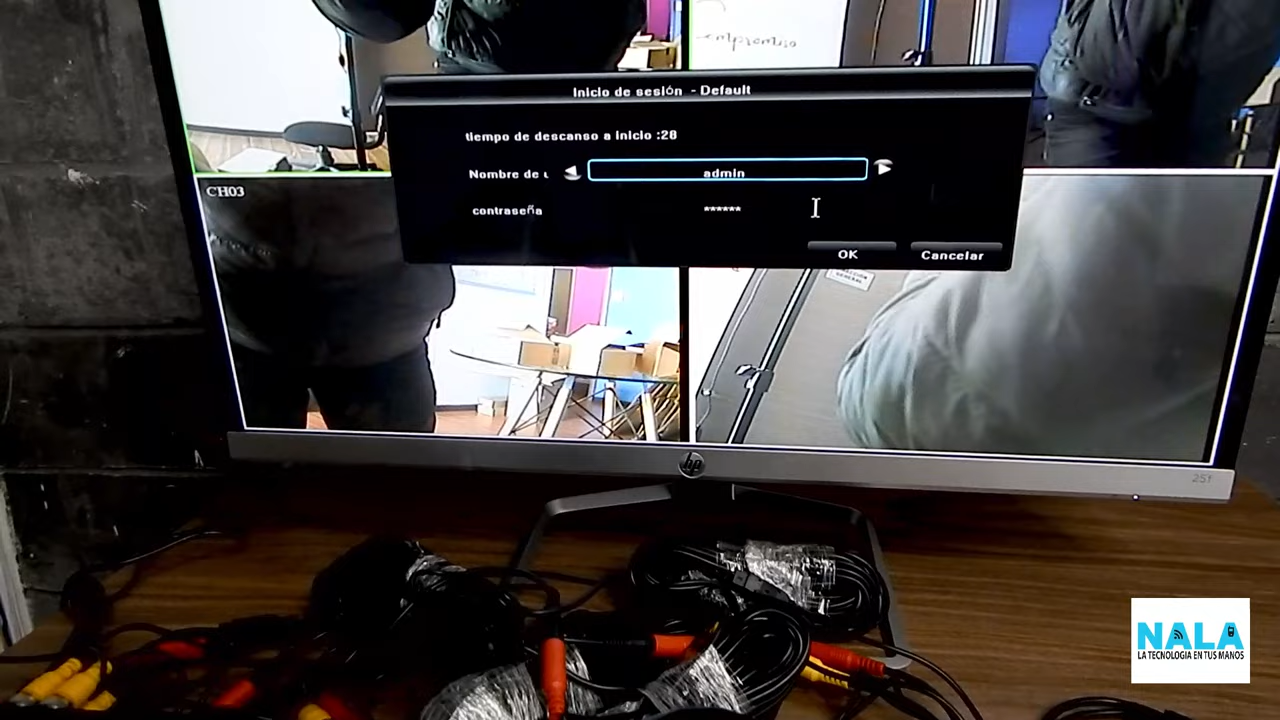 Inicio de sesión - Default
tiempo de descanso a inicio :28
Nombre de u
admin
contraseña
******
OK
Cancelar
CH03
hp
25f
NALA
LA TECNOLOGIA EN TUS MANOS